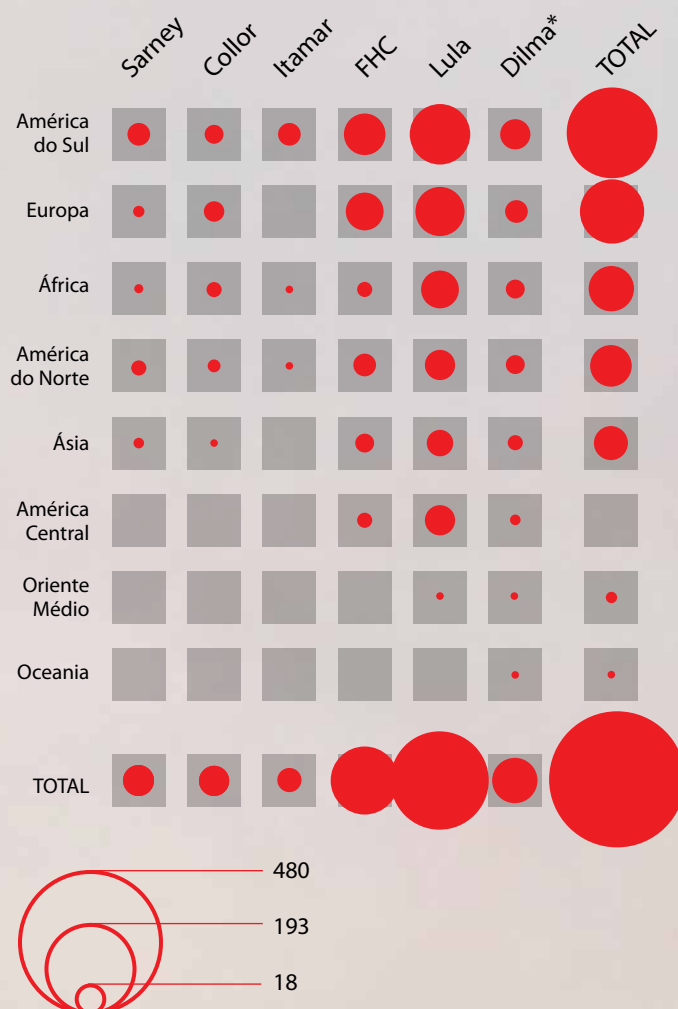 Sarney
Collor
Itamar
FHC
Lula
Dilma*
TOTAL
América
do Sul
Europa
África
América
do Norte
Ásia
América
Central
Oriente
Médio
Oceania
TOTAL
480
193
18